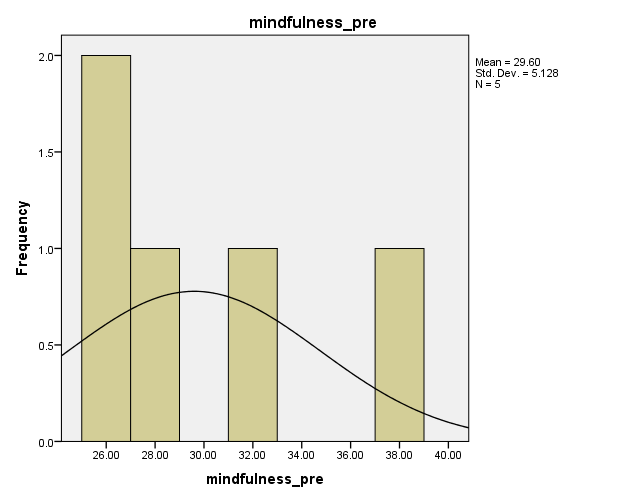 mindfulness_pre
Mean = 29.60
Std. Dev. = 5.128
N = 5
2.0
1.5
1.0
0.5
0.0
Frequency
26.00 28.00 30.00 32.00 34.00 36.00 38.00 40.00
mindfulness_pre